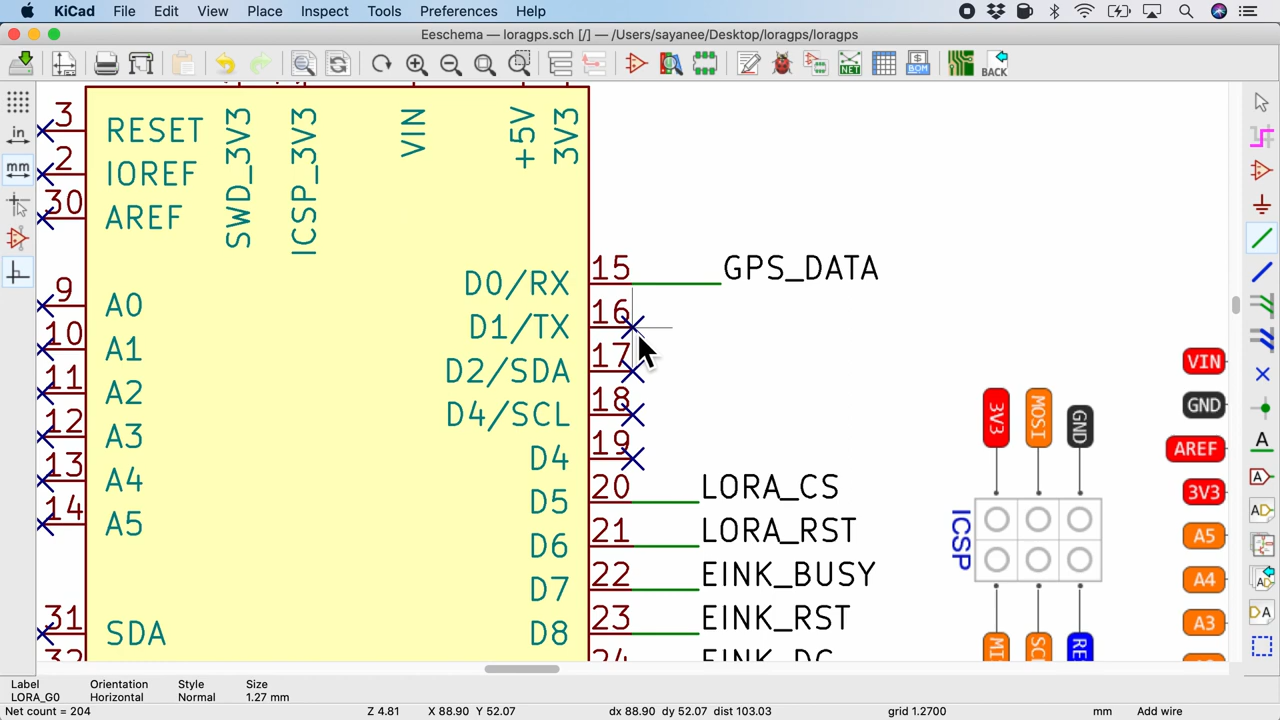 KiCad File Edit View Place Inspect Tools Preferences Help
Eeschema — loragps.sch [/] — /Users/sayanee/Desktop/loragps/loragps
NET
BOM
BACK
in
mm
3 RESET
2 IOREF
30 AREF
SWD_3V3
ICSP_3V3
VIN
+5V
3V3
9 A0
10 A1
11 A2
12 A3
13 A4
14 A5
31 SDA
D0/RX 15 GPS_DATA
D1/TX 16
D2/SDA 17
D4/SCL 18
D4 19
D5 20 LORA_CS
D6 21 LORA_RST
D7 22 EINK_BUSY
D8 23 EINK_RST
24 EINK_DC
3V3
MOSI
GND
ICSP
VIN
GND
AREF
3V3
A5
A4
A3
Label Orientation Style Size
LORA_G0 Horizontal Normal 1.27 mm
Net count = 204 Z 4.81 X 88.90 Y 52.07 dx 88.90 dy 52.07 dist 103.03 grid 1.2700 mm Add wire